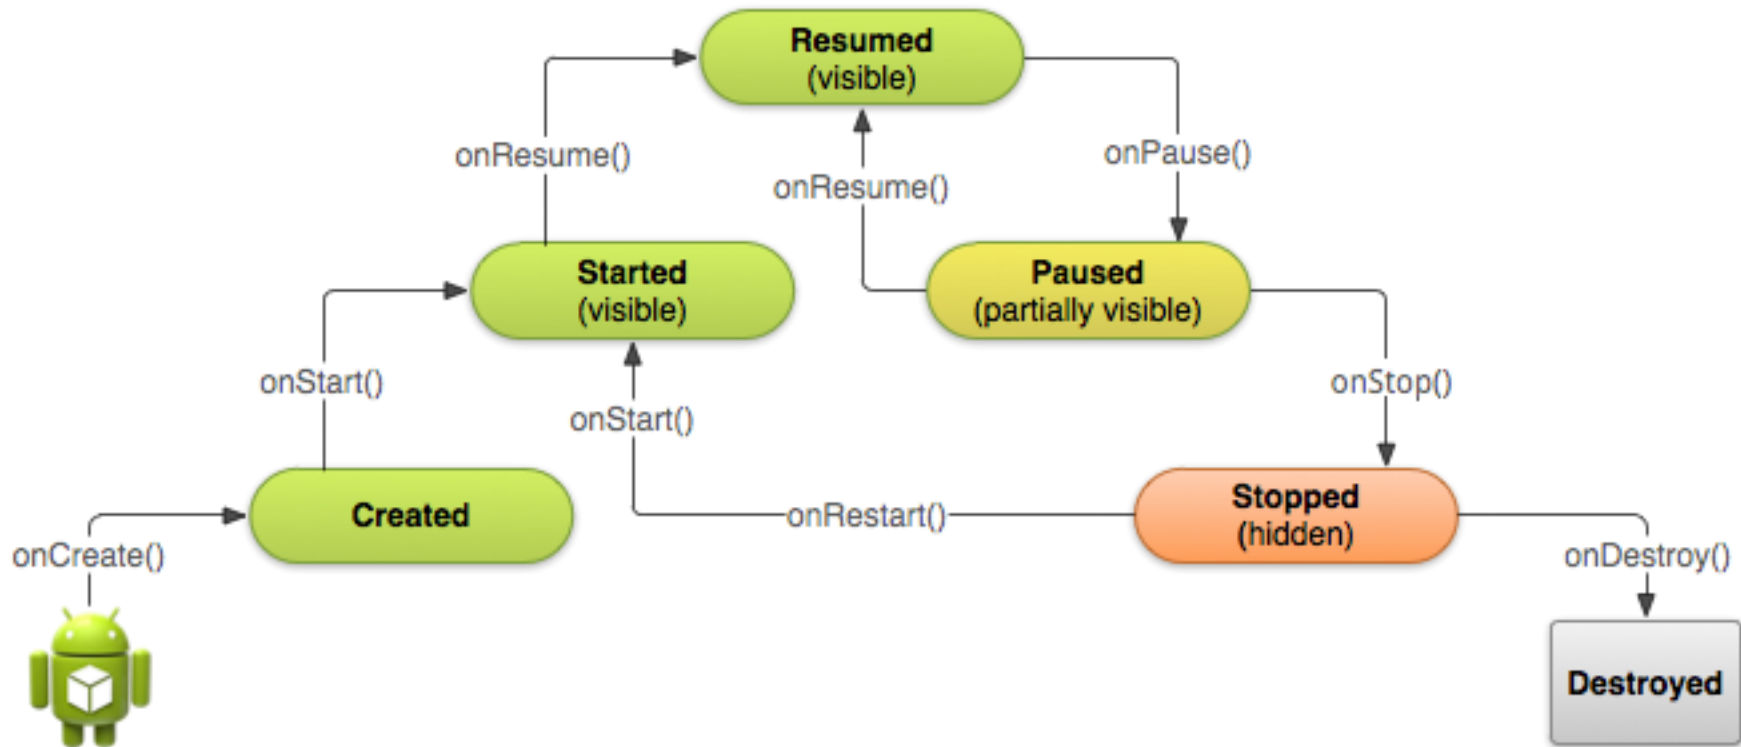 Resumed
(visible)
onResume()
onPause()
onResume()
Started
(visible)
Paused
(partially visible)
onStart()
onStart()
onStop()
Created
onRestart()
Stopped
(hidden)
onCreate()
onDestroy()
Destroyed